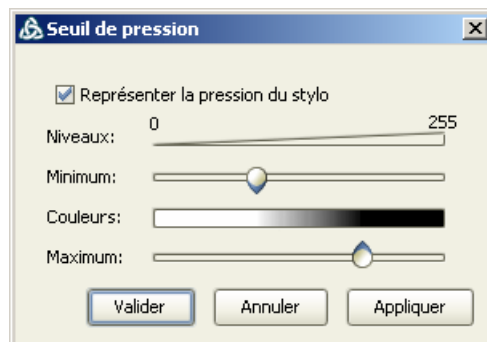 Seuil de pression
Représenter la pression du stylo
0 255
Niveaux:
Minimum:
Couleurs:
Maximum:
Valider Annuler Appliquer